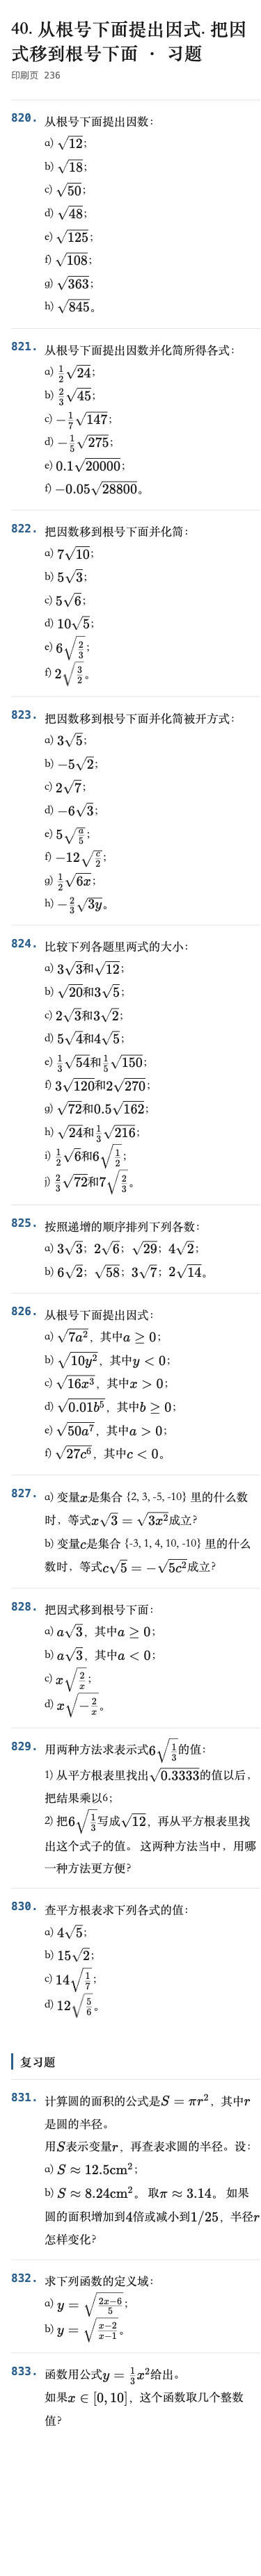 40. 从根号下面提出因式. 把因
式移到根号下面 · 习题
印刷页 236
820. 从根号下面提出因数：
a) √12；
b) √18；
c) √50；
d) √48；
e) √125；
f) √108；
g) √363；
h) √845。
821. 从根号下面提出因数并化简所得各式：
a) 1/2√24；
b) 2/3√45；
c) −1/7√147；
d) −1/5√275；
e) 0.1√20000；
f) −0.05√28800。
822. 把因数移到根号下面并化简：
a) 7√10；
b) 5√3；
c) 5√6；
d) 10√5；
e) 6√(2/3)；
f) 2√(3/2)。
823. 把因数移到根号下面并化简被开方式：
a) 3√5；
b) −5√2；
c) 2√7；
d) −6√3；
e) 5√(a/5)；
f) −12√(c/2)；
g) 1/2√(6x)；
h) −2/3√(3y)。
824. 比较下列各题里两式的大小：
a) 3√3和√12；
b) √20和3√5；
c) 2√3和3√2；
d) 5√4和4√5；
e) 1/3√54和1/5√150；
f) 3√120和2√270；
g) √72和0.5√162；
h) √24和1/3√216；
i) 1/2√6和6√(1/2)；
j) 2/3√72和7√(2/3)。
825. 按照递增的顺序排列下列各数：
a) 3√3；2√6；√29；4√2；
b) 6√2；√58；3√7；2√14。
826. 从根号下面提出因式：
a) √(7a²)，其中a ≥ 0；
b) √(10y²)，其中y < 0；
c) √(16x³)，其中x > 0；
d) √(0.01b⁵)，其中b ≥ 0；
e) √(50a⁷)，其中a > 0；
f) √(27c⁶)，其中c < 0。
827. a) 变量x是集合 {2, 3, -5, -10} 里的什么数
时，等式x√3 = √(3x²)成立？
b) 变量c是集合 {-3, 1, 4, 10, -10} 里的什么
数时，等式c√5 = −√(5c²)成立？
828. 把因式移到根号下面：
a) a√3，其中a ≥ 0；
b) a√3，其中a < 0；
c) x√(2/x)；
d) x√(−2/x)。
829. 用两种方法求表示式6√(1/3)的值：
1) 从平方根表里找出√0.3333的值以后，
把结果乘以6；
2) 把6√(1/3)写成√12，再从平方根表里找
出这个式子的值。 这两种方法当中，用哪
一种方法更方便？
830. 查平方根表求下列各式的值：
a) 4√5；
b) 15√2；
c) 14√(1/7)；
d) 12√(5/6)。
复习题
831. 计算圆的面积的公式是S = πr²，其中r
是圆的半径。
用S表示变量r，再查表求圆的半径。设：
a) S ≈ 12.5cm²；
b) S ≈ 8.24cm²。 取π ≈ 3.14。 如果
圆的面积增加到4倍或减小到1/25，半径r
怎样变化？
832. 求下列函数的定义域：
a) y = √((2x−6)/5)；
b) y = √((x−2)/(x−1))。
833. 函数用公式y = 1/3x²给出。
如果x ∈ [0, 10]，这个函数取几个整数
值？